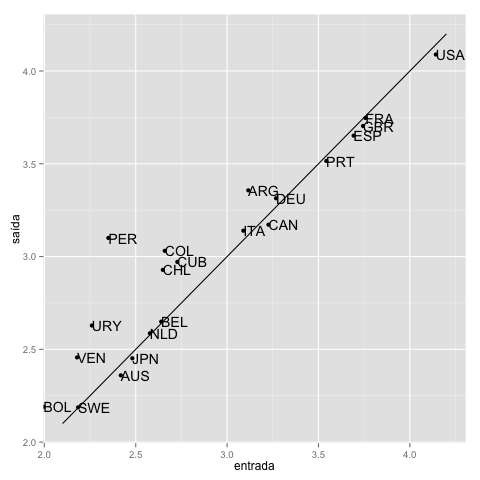 USA
4.0
FRA
GBR
ESP
3.5
PRT
ARG
DEU
CAN
ITA
PER
COL
3.0
CUB
CHL
BEL
URY
NLD
2.5
VEN
JPN
AUS
BOL
SWE
2.0
2.0 2.5 3.0 3.5 4.0
entrada
saída